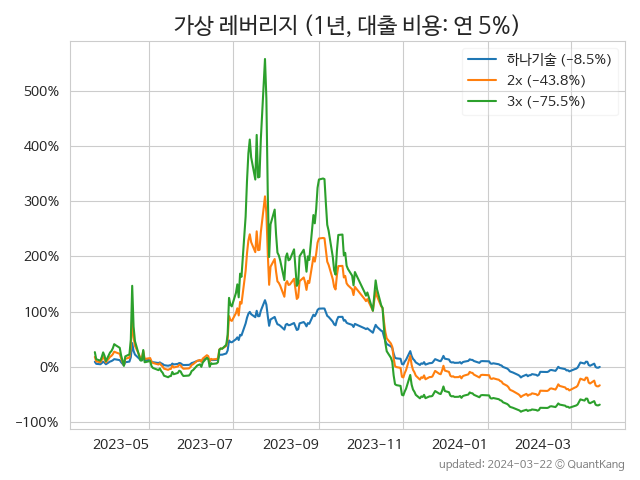 가상 레버리지 (1년, 대출 비용: 연 5%)
하나기술 (-8.5%)
2x (-43.8%)
3x (-75.5%)
500%
400%
300%
200%
100%
0%
-100%
2023-05 2023-07 2023-09 2023-11 2024-01 2024-03
updated: 2024-03-22 © QuantKang